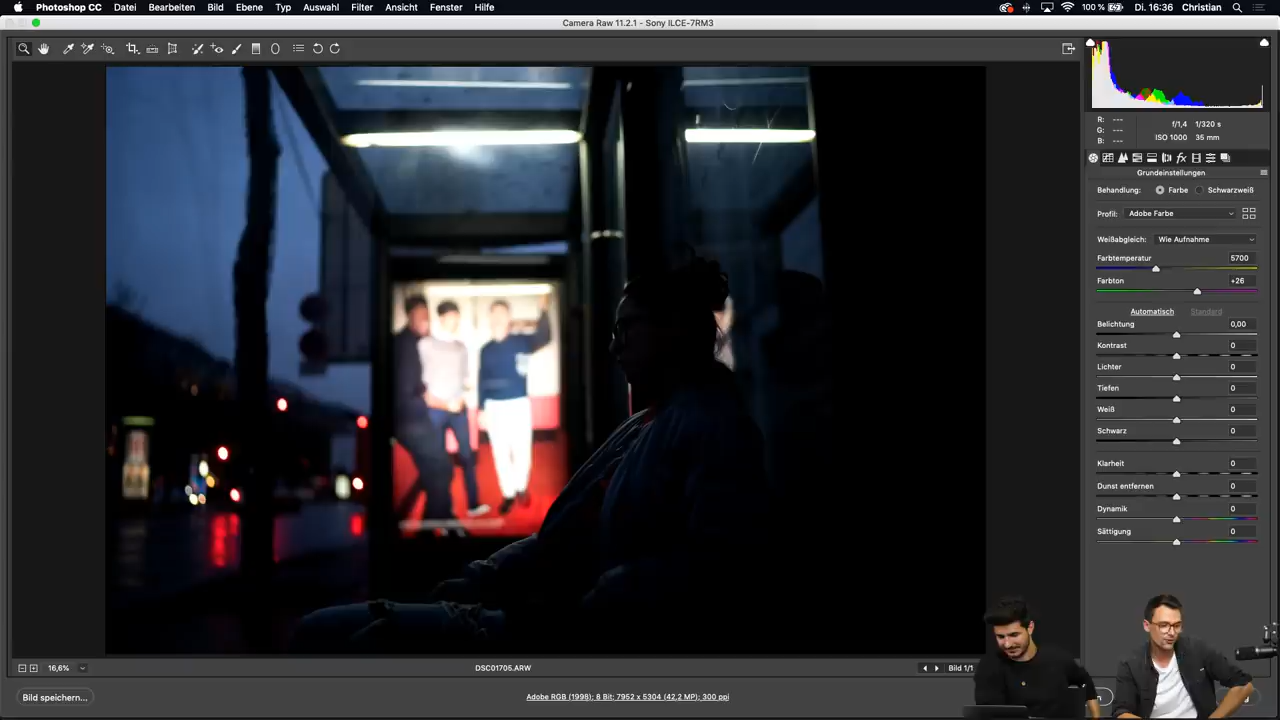 Photoshop CC Datei Bearbeiten Bild Ebene Typ Auswahl Filter Ansicht Fenster Hilfe 100 % Di. 16:36 Christian
Camera Raw 11.2.1 - Sony ILCE-7RM3
R: ---
G: ---
B: ---
f/1,4 1/320 s
ISO 1000 35 mm
Grundeinstellungen
Behandlung: Farbe Schwarzweiß
Profil: Adobe Farbe
Weißabgleich: Wie Aufnahme
Farbtemperatur 5700
Farbton +26
Automatisch Standard
Belichtung 0,00
Kontrast 0
Lichter 0
Tiefen 0
Weiß 0
Schwarz 0
Klarheit 0
Dunst entfernen 0
Dynamik 0
Sättigung 0
16,6% DSC01705.ARW Bild 1/1
Bild speichern... Adobe RGB (1998); 8 Bit; 7952 x 5304 (42,2 MP); 300 ppi